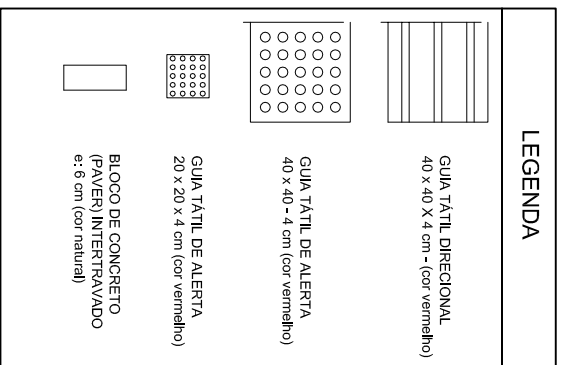 LEGENDA
GUIA TÁTIL DIRECIONAL
40 x 40 X 4 cm - (cor vermelho)
GUIA TÁTIL DE ALERTA
40 x 40 - 4 cm (cor vermelho)
GUIA TÁTIL DE ALERTA
20 x 20 x 4 cm (cor vermelho)
BLOCO DE CONCRETO
(PAVER) INTERTRAVADO
e: 6 cm (cor natural)